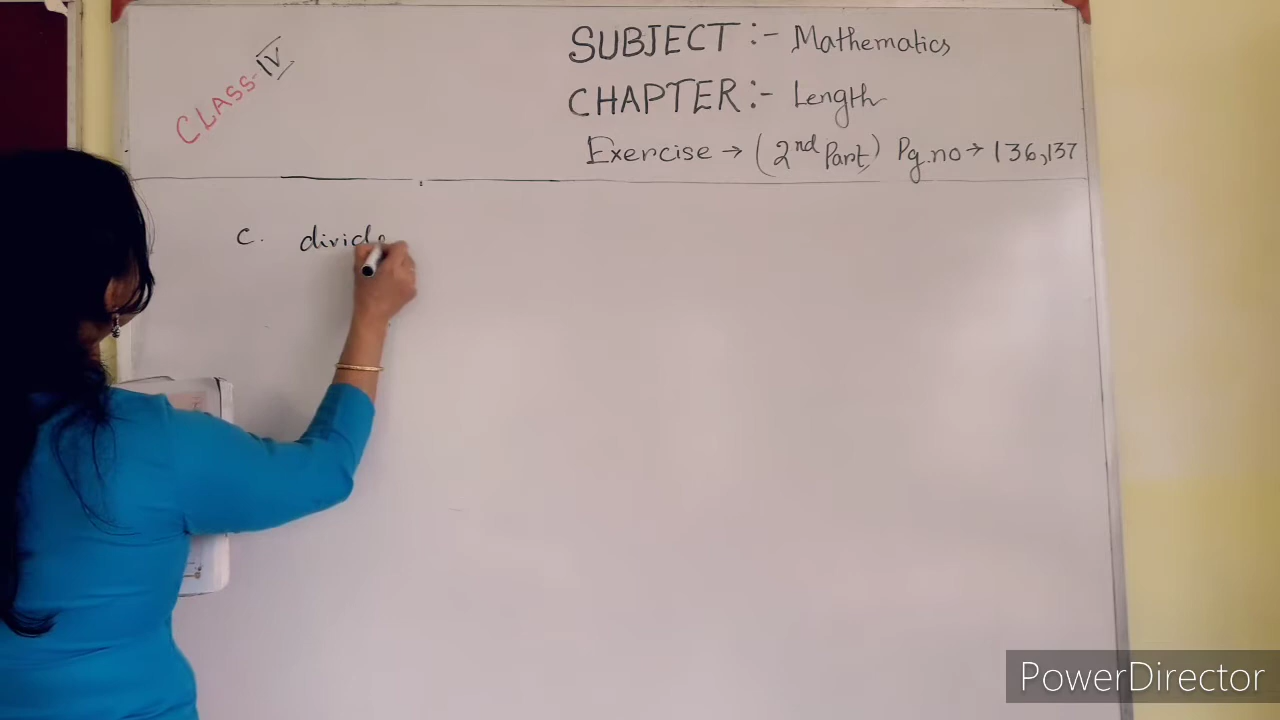 CLASS-IV
SUBJECT :- Mathematics
CHAPTER :- Length
Exercise → (2nd Part) Pg.no → 136,137
c. divide
PowerDirector